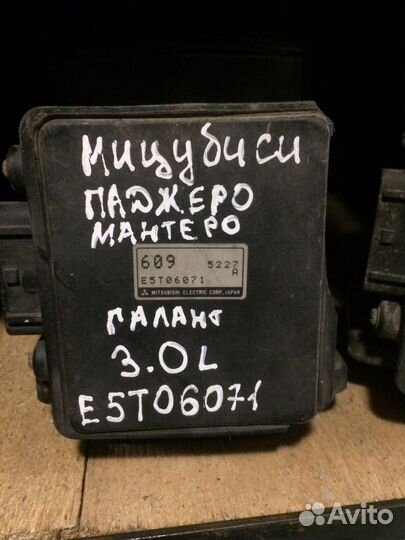 МИЦУБИСИ
ПАДЖЕРО
МАНТЕРО
609 5227
E5T06071 A
MITSUBISHI ELECTRIC CORP., JAPAN
ГАЛАНТ
3.0L
E5T06071
Avito